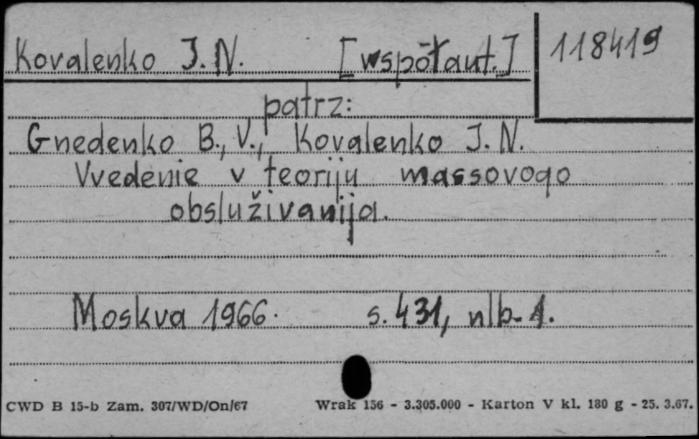 Kovalenko J. N. [współaut.] 118419
patrz:
Gnedenko B., V., Kovalenko J. N.
Vvedenie v teoriju massovogo
obsluživanija.
Moskva 1966. s. 431, nlb. 1.
CWD B 15-b Zam. 307/WD/On/67 Wrak 156 - 3.305.000 - Karton V kl. 180 g - 25. 3.67.